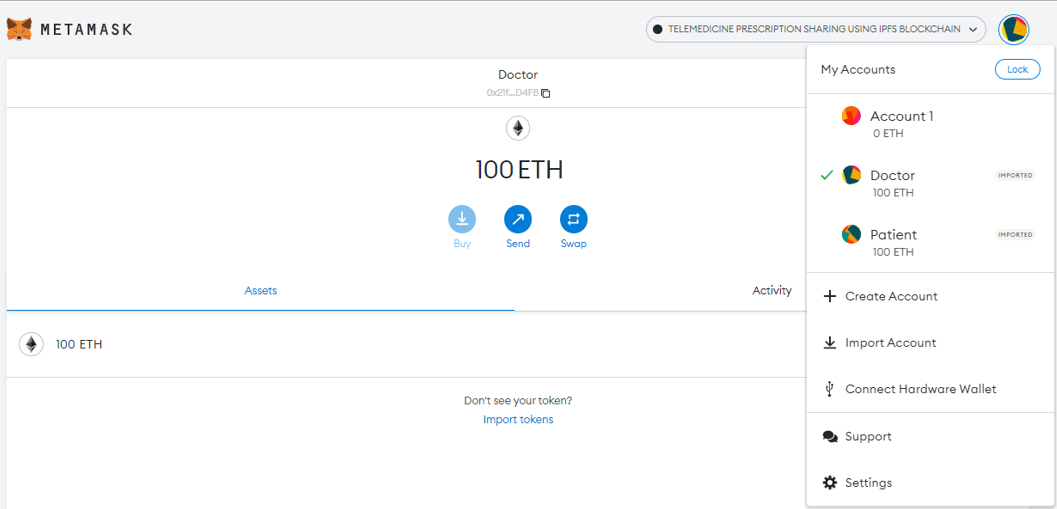 METAMASK
TELEMEDICINE PRESCRIPTION SHARING USING IPFS BLOCKCHAIN
Doctor
0x21f...D4FB
100 ETH
Buy
Send
Swap
Assets
Activity
100 ETH
Don't see your token?
Import tokens
My Accounts
Lock
Account 1
0 ETH
Doctor
IMPORTED
100 ETH
Patient
IMPORTED
100 ETH
Create Account
Import Account
Connect Hardware Wallet
Support
Settings